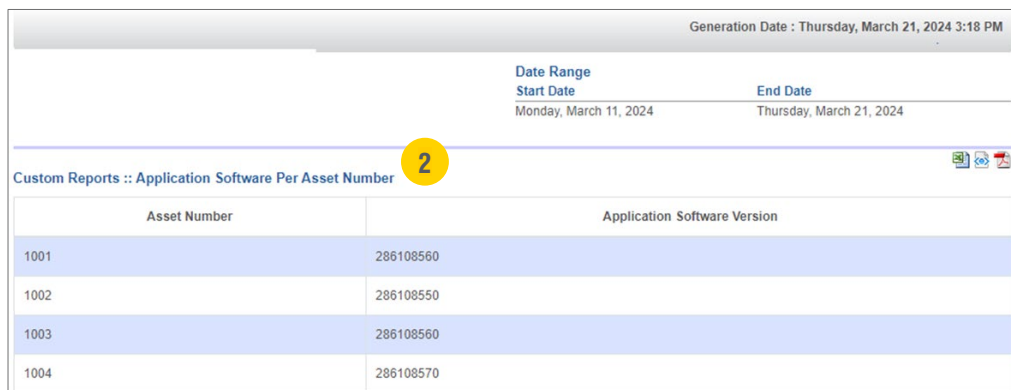 Generation Date : Thursday, March 21, 2024 3:18 PM
Date Range
Start Date End Date
Monday, March 11, 2024 Thursday, March 21, 2024
2
Custom Reports :: Application Software Per Asset Number
Asset Number Application Software Version
1001 286108560
1002 286108550
1003 286108560
1004 286108570